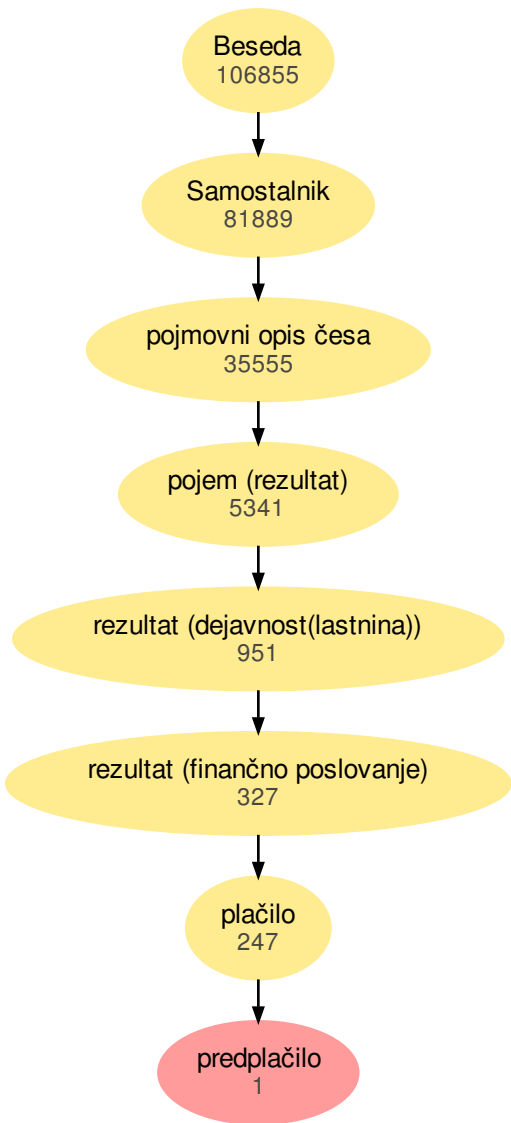 Beseda
106855
Samostalnik
81889
pojmovni opis česa
35555
pojem (rezultat)
5341
rezultat (dejavnost(lastnina))
951
rezultat (finančno poslovanje)
327
plačilo
247
predplačilo
1